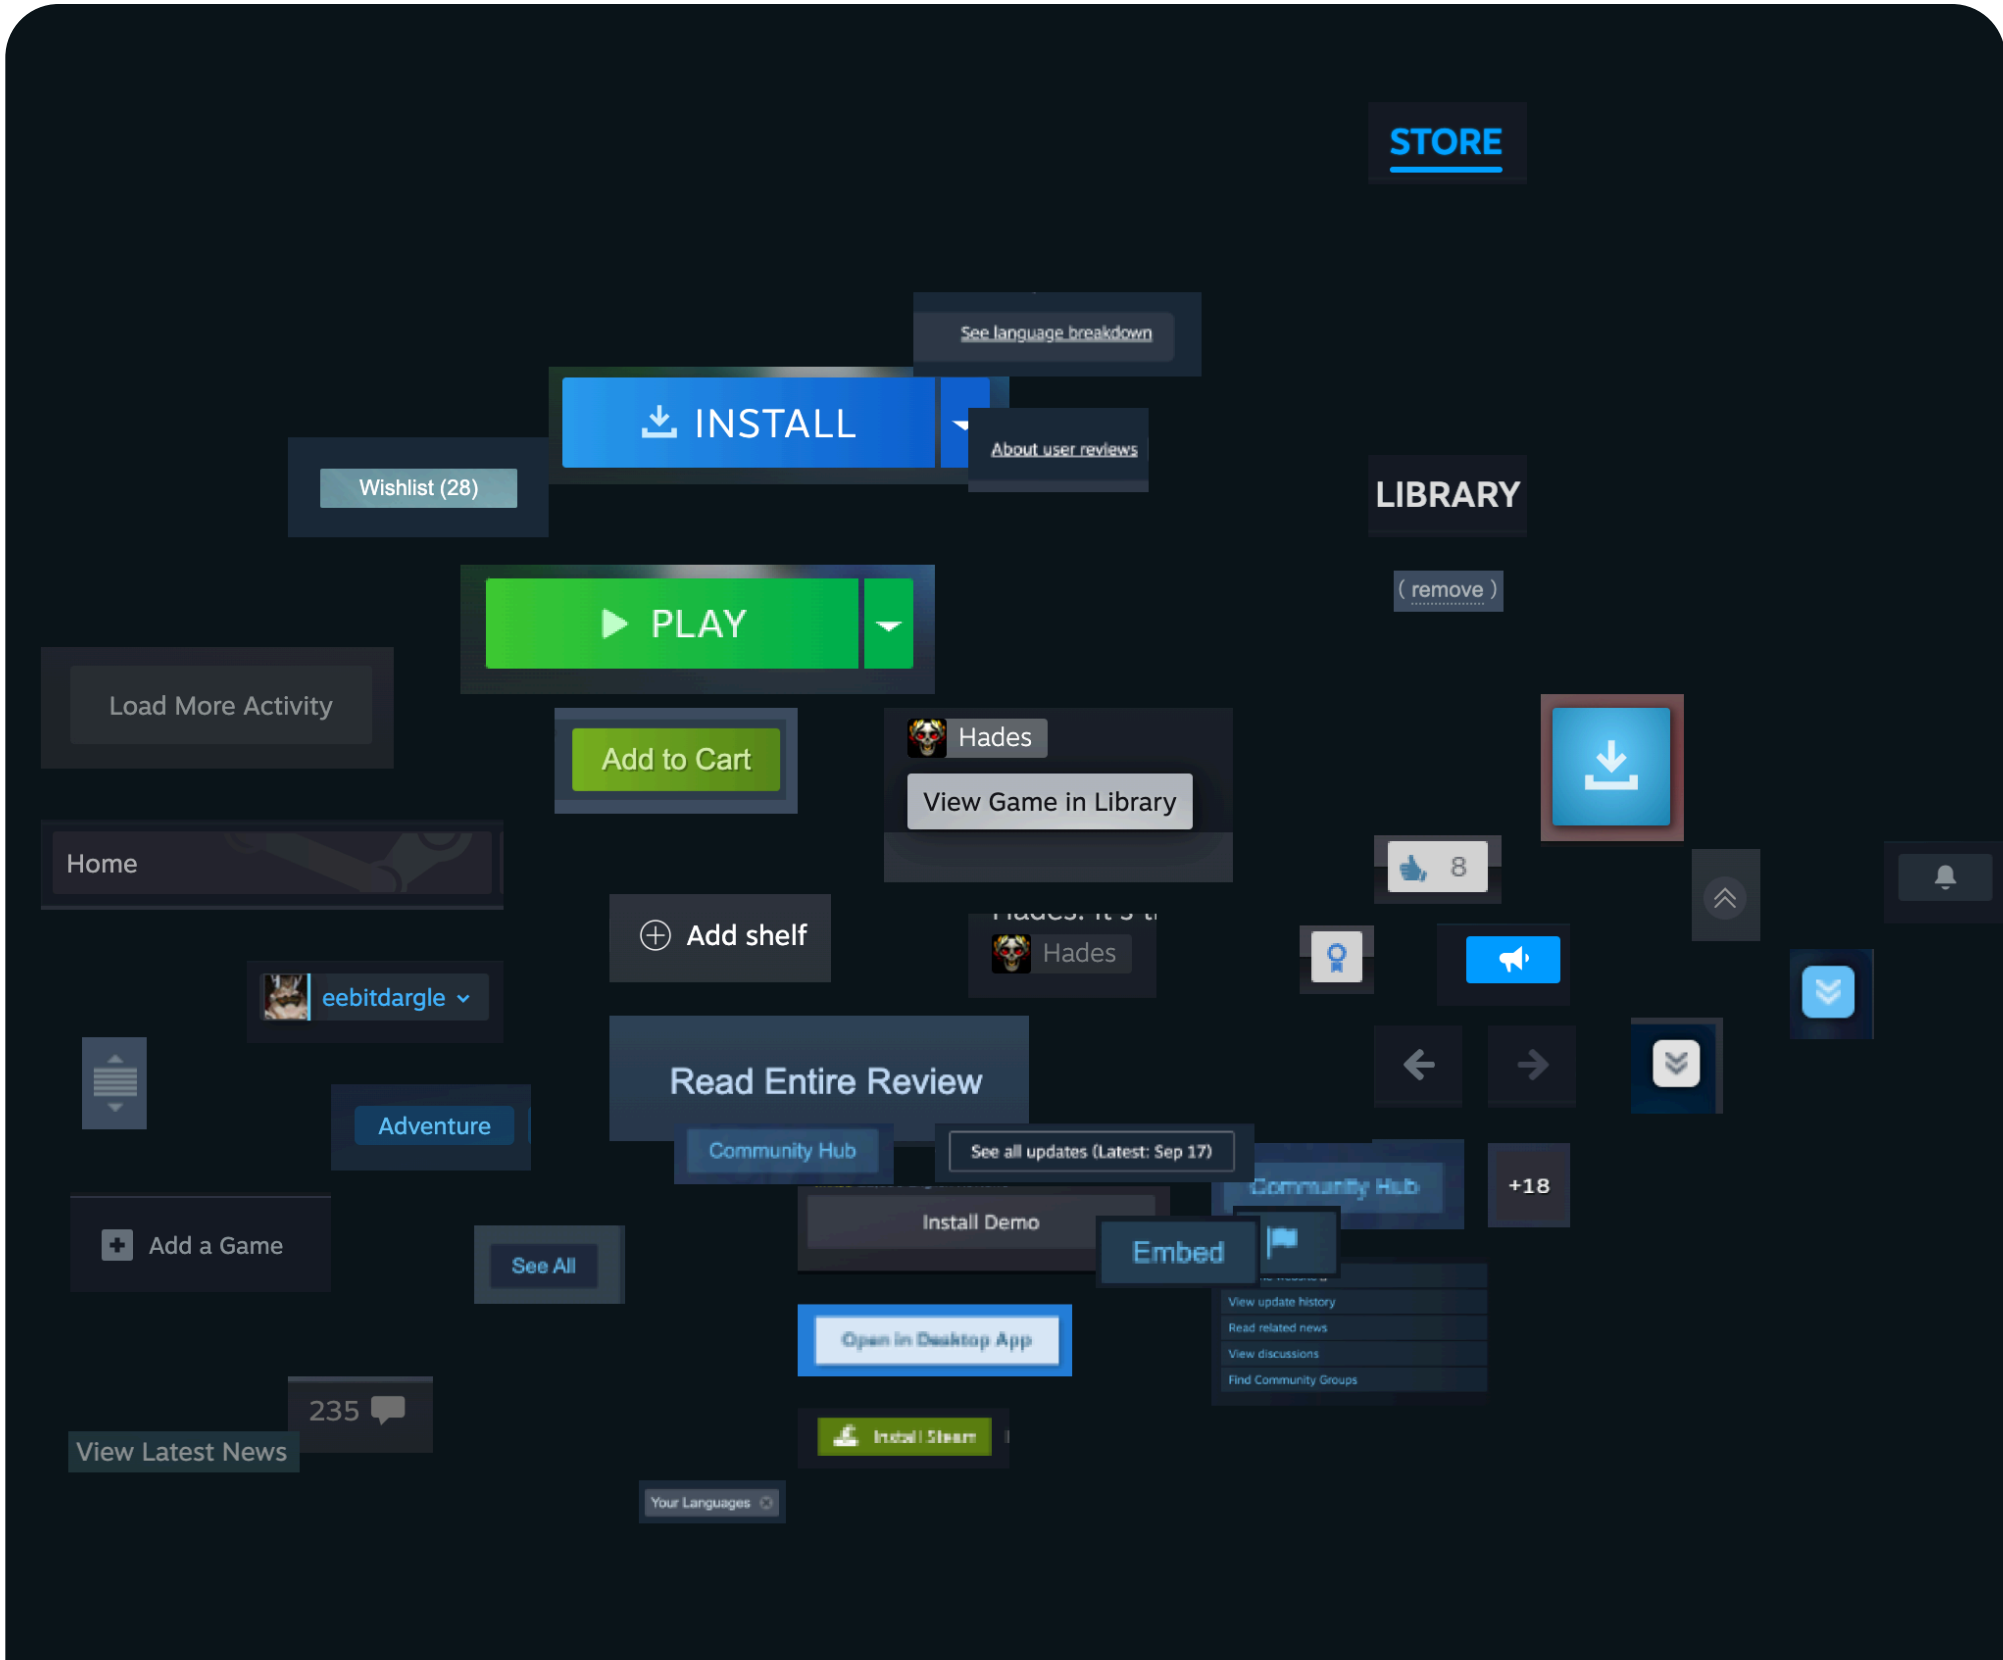 STORE
See language breakdown
INSTALL
About user reviews
Wishlist (28)
LIBRARY
( remove )
PLAY
Load More Activity
Hades
Add to Cart
View Game in Library
Home
8
Add shelf
Hades: It's
Hades
eebitdargle
Read Entire Review
Adventure
Community Hub
See all updates (Latest: Sep 17)
Community Hub
+18
Install Demo
Add a Game
Embed
See All
View update history
Read related news
Open in Desktop App
View discussions
Find Community Groups
235
Install Steam
View Latest News
Your Languages